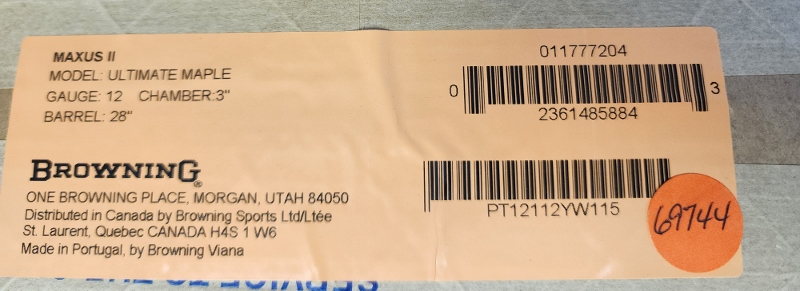 MAXUS II
MODEL: ULTIMATE MAPLE
GAUGE: 12 CHAMBER:3"
BARREL: 28"
BROWNING®
ONE BROWNING PLACE, MORGAN, UTAH 84050
Distributed in Canada by Browning Sports Ltd/Ltée
St. Laurent, Quebec CANADA H4S 1 W6
Made in Portugal, by Browning Viana
011777204
0 3
2361485884
PT12112YW115
69744